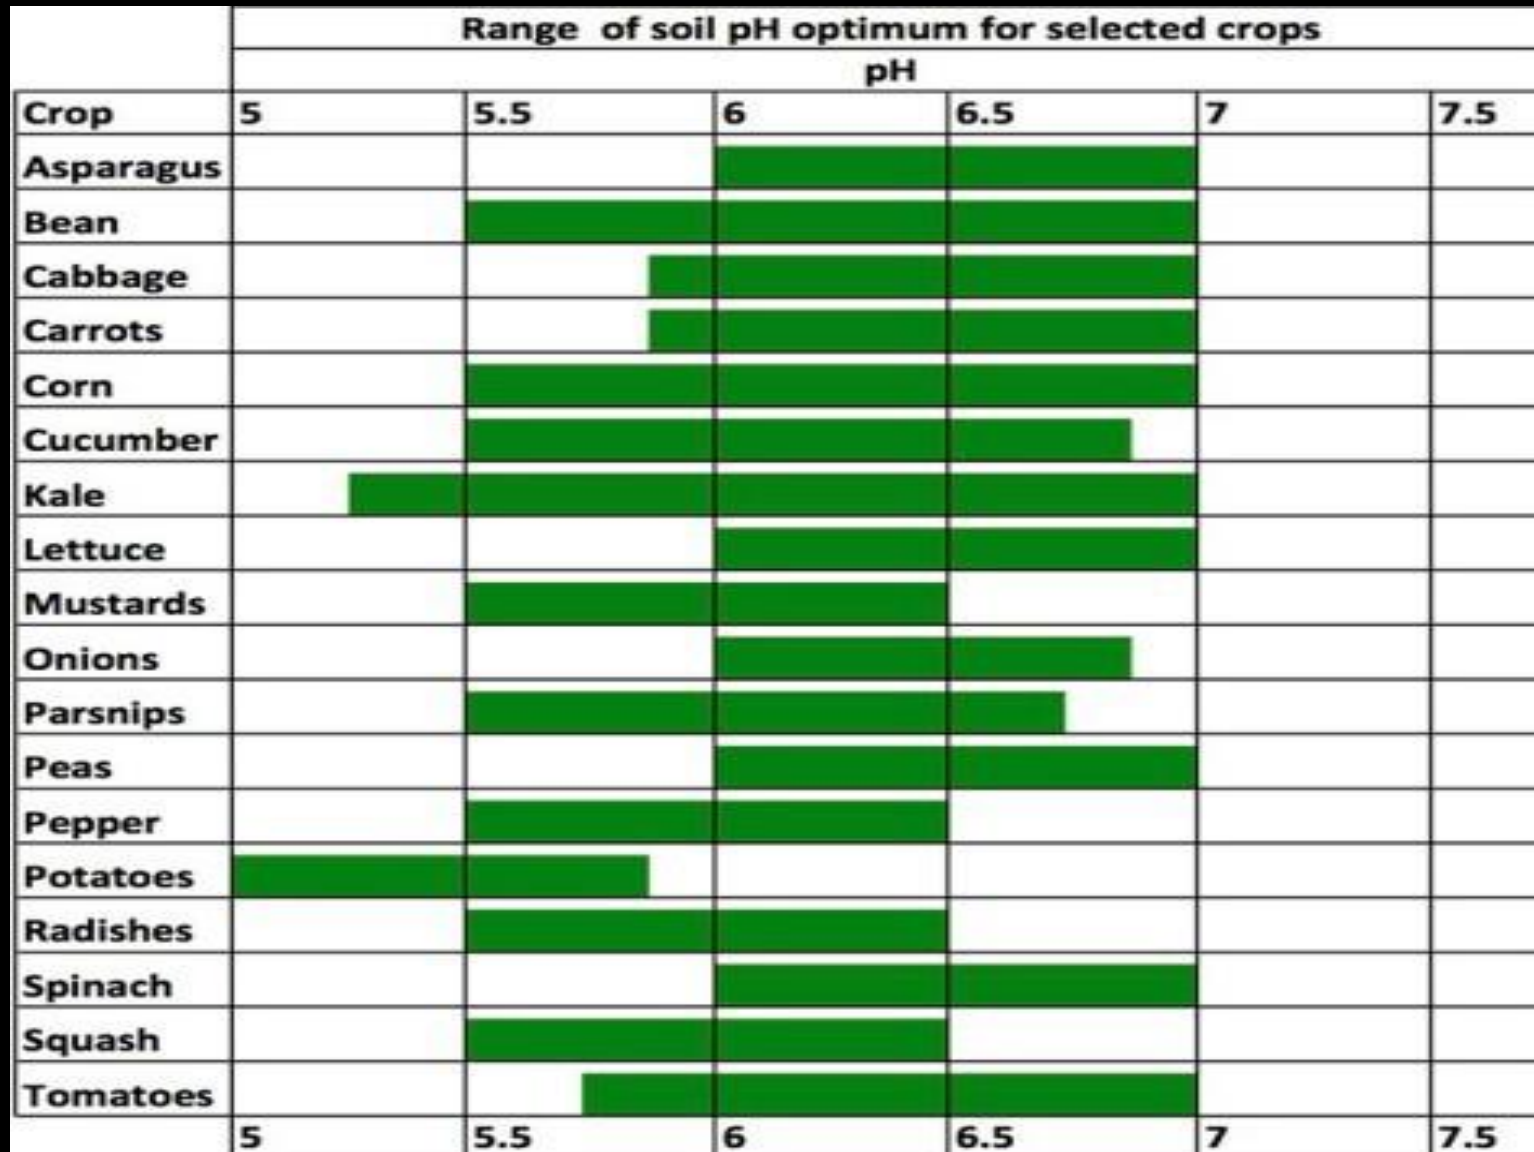 Range of soil pH optimum for selected crops
pH
Crop 5 5.5 6 6.5 7 7.5
Asparagus
Bean
Cabbage
Carrots
Corn
Cucumber
Kale
Lettuce
Mustards
Onions
Parsnips
Peas
Pepper
Potatoes
Radishes
Spinach
Squash
Tomatoes
5 5.5 6 6.5 7 7.5